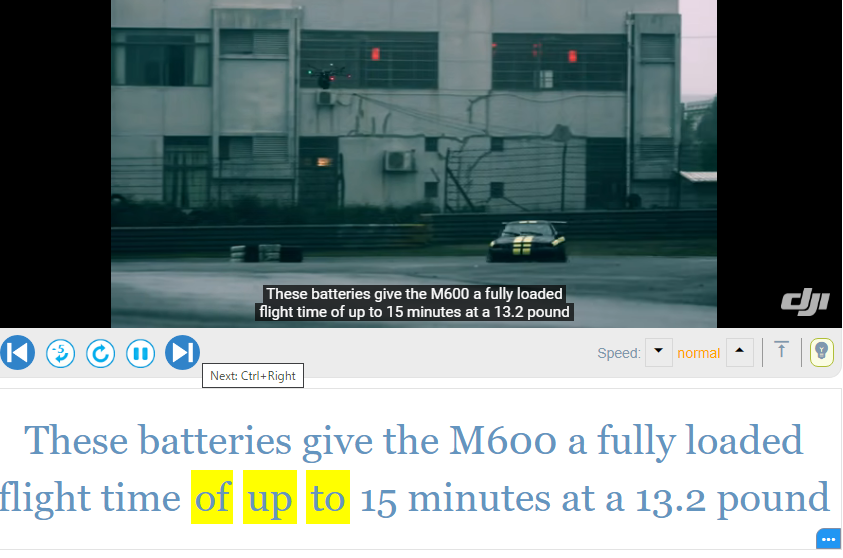 These batteries give the M600 a fully loaded
flight time of up to 15 minutes at a 13.2 pound
dji
-5
Speed:
normal
Next: Ctrl+Right
These batteries give the M600 a fully loaded
flight time of up to 15 minutes at a 13.2 pound